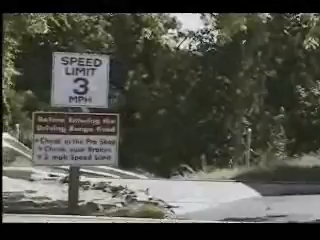 SPEED
LIMIT
3
MPH
Before Entering the
Driving Range Road
• Check in the Pro Shop
• Check your Brakes
• 3 mph Speed Limit